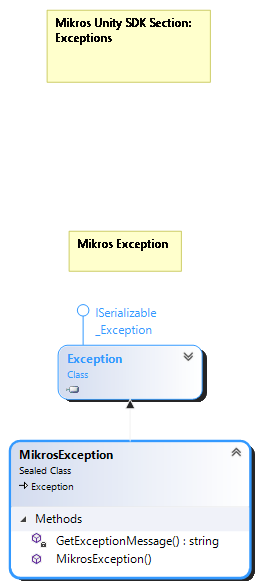 Mikros Unity SDK Section:
Exceptions
Mikros Exception
ISerializable
_Exception
Exception
Class
MikrosException
Sealed Class
Exception
Methods
GetExceptionMessage() : string
MikrosException()